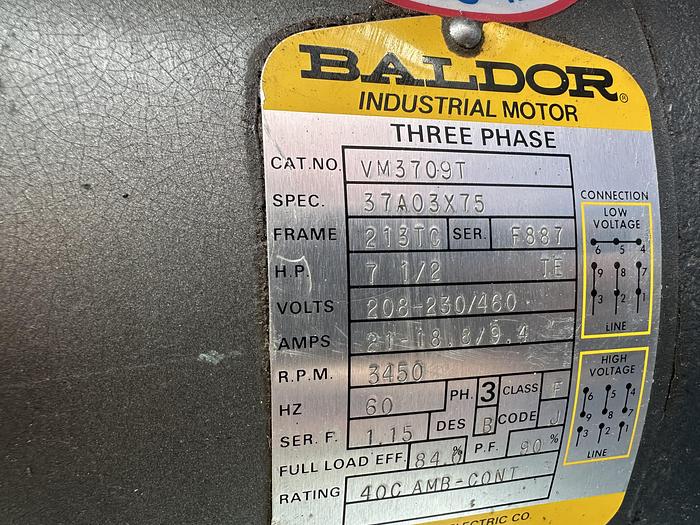 BALDOR®
INDUSTRIAL MOTOR
THREE PHASE
CAT.NO. VM3709T
SPEC. 37A03X75
FRAME 213TC SER. F887
H.P. 7 1/2 TE
VOLTS 208-230/460
AMPS 21-18.8/9.4
R.P.M. 3450
HZ 60 PH. 3 CLASS F
SER. F. 1.15 DES B CODE J
FULL LOAD EFF. 84.0 % P.F. 90 %
RATING 40C AMB-CONT
ELECTRIC CO.
CONNECTION
LOW
VOLTAGE
6 5 4
9 8 7
3 2 1
LINE
HIGH
VOLTAGE
6 5 4
9 8 7
3 2 1
LINE